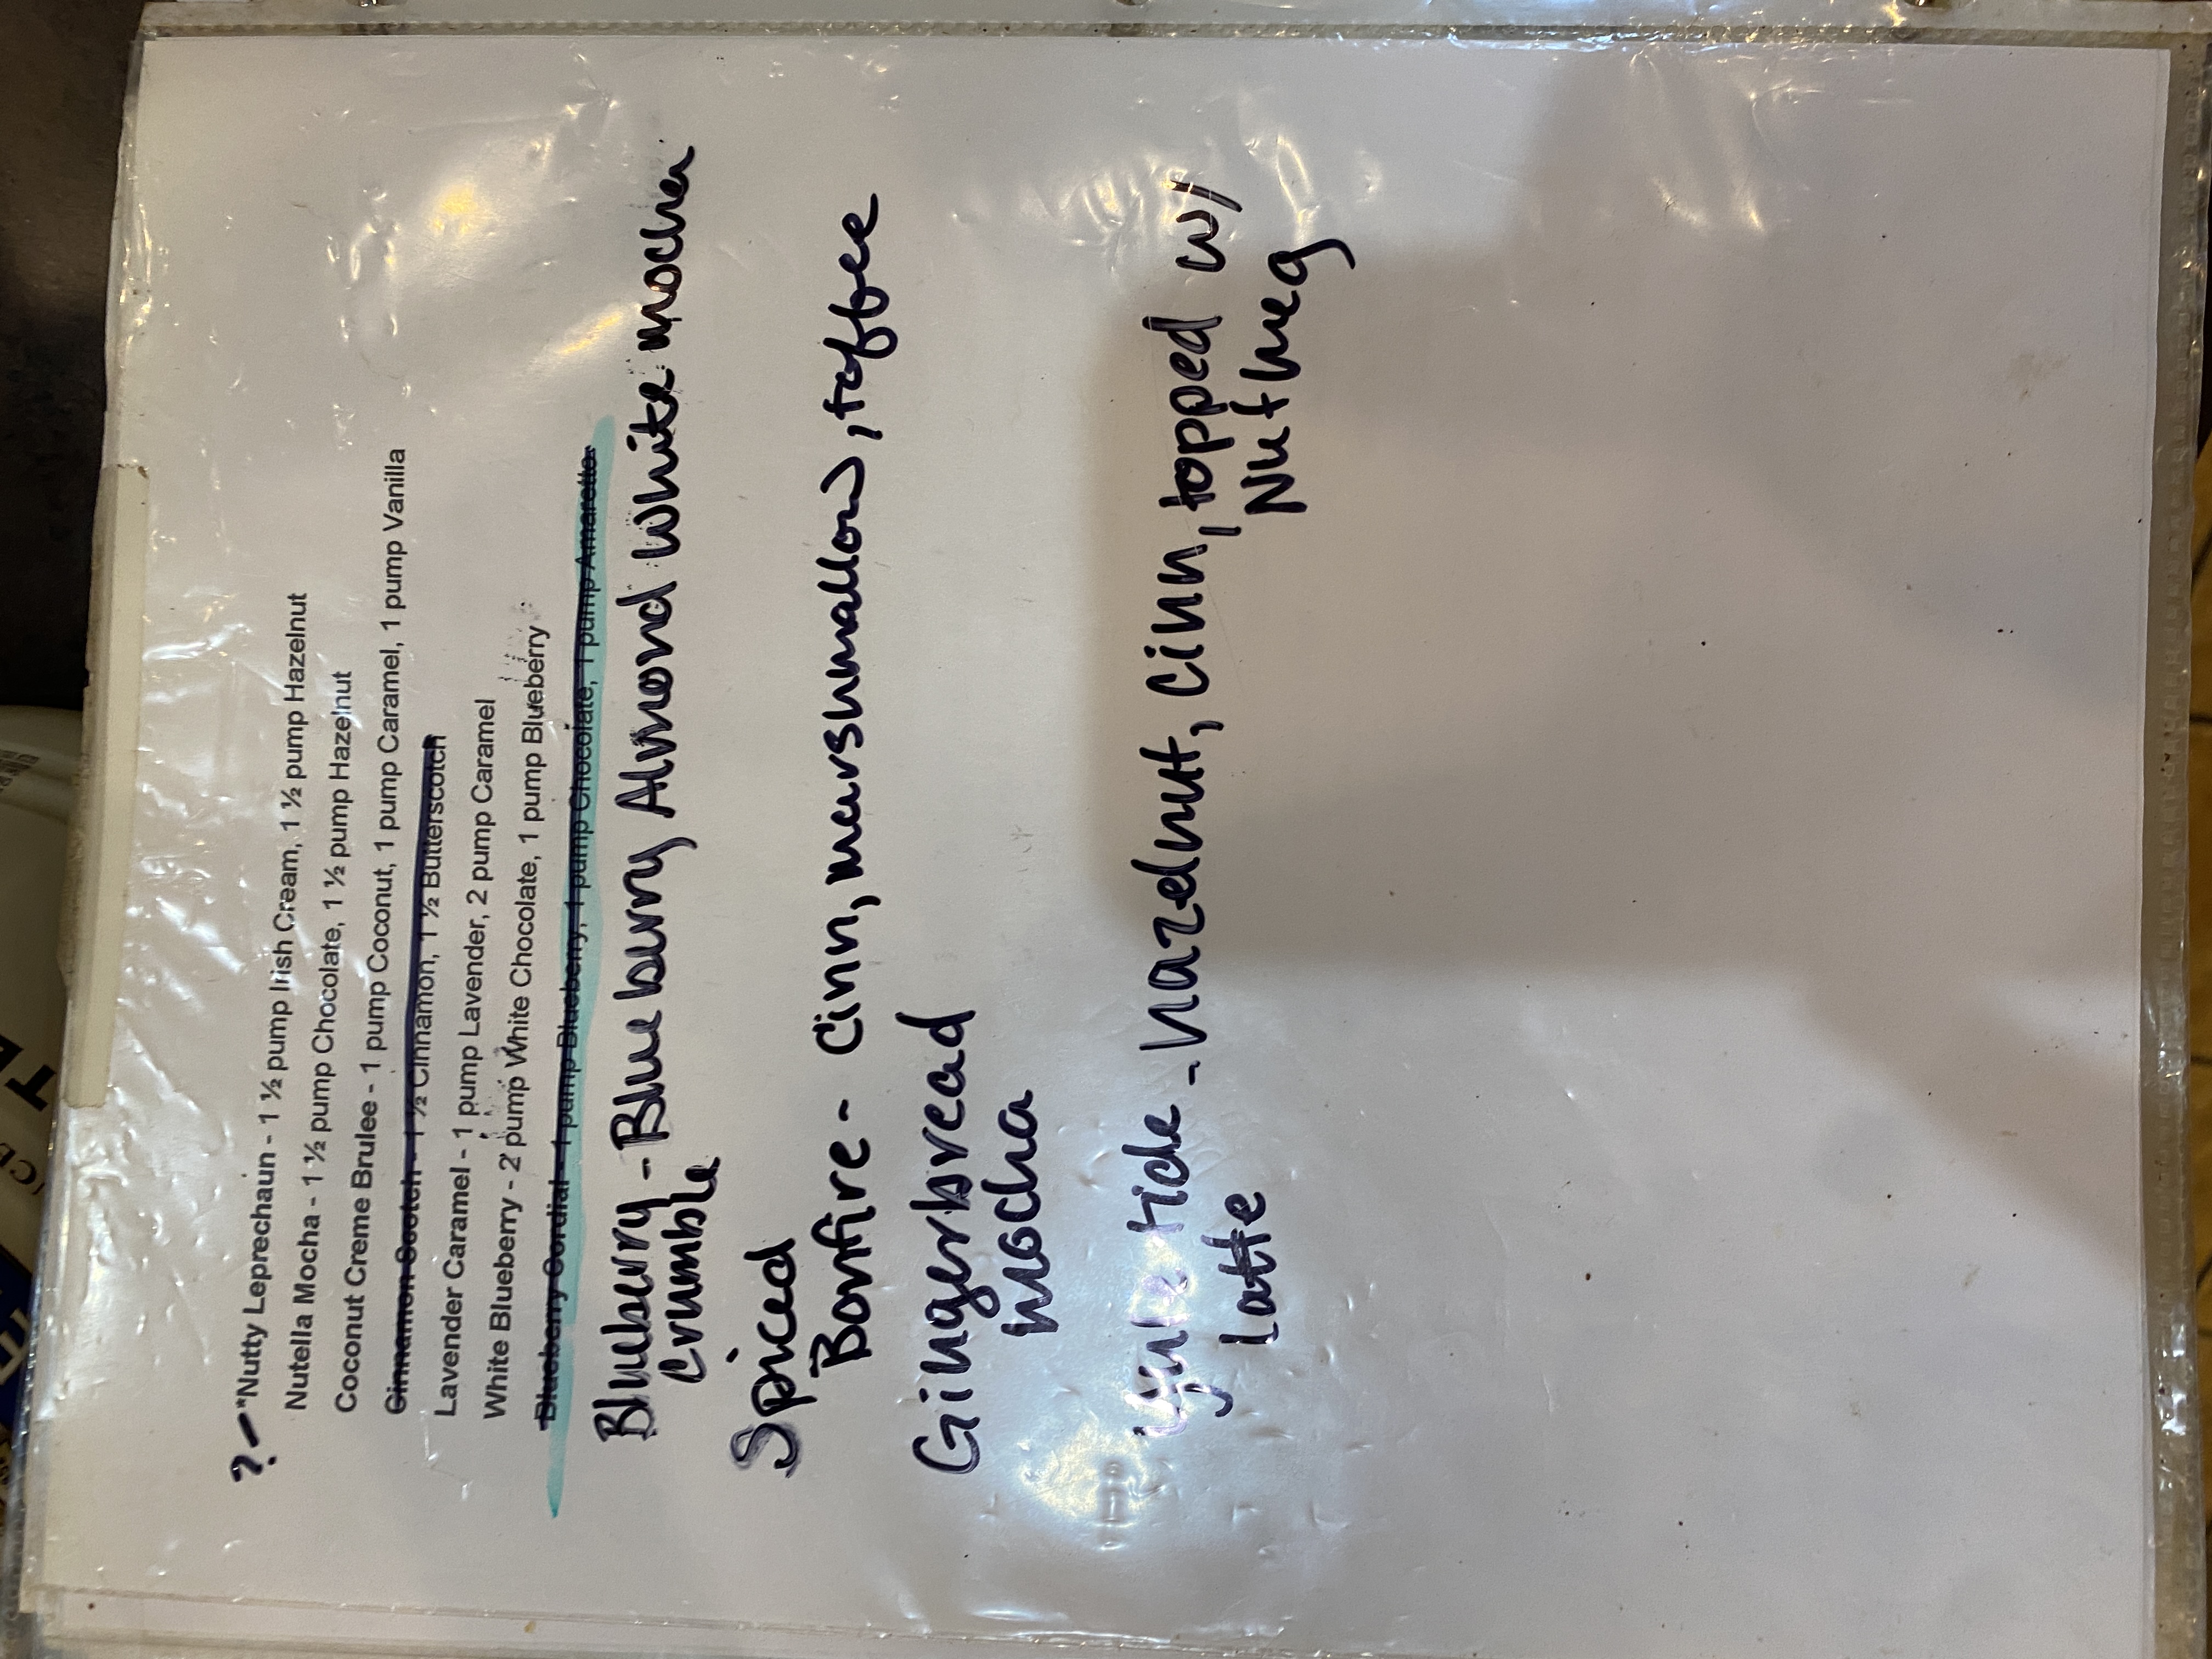 ? - *Nutty Leprechaun - 1 ½ pump Irish Cream, 1 ½ pump Hazelnut
Nutella Mocha - 1 ½ pump Chocolate, 1 ½ pump Hazelnut
Coconut Creme Brulee - 1 pump Coconut, 1 pump Caramel, 1 pump Vanilla
Cinnamon Scotch - 1 ½ Cinnamon, 1 ½ Butterscotch
Lavender Caramel - 1 pump Lavender, 2 pump Caramel
White Blueberry - 2 pump White Chocolate, 1 pump Blueberry
Blueberry Cordial - 1 pump Blueberry, 1 pump Chocolate, 1 pump Amaretto
Blueberry - Blueberry Almond White mocha
Crumble
Spiced
Bonfire - Cinn, marshmallow, toffee
Gingerbread
mocha
Yule tide - hazelnut, cinn, topped w/
latte Nutmeg